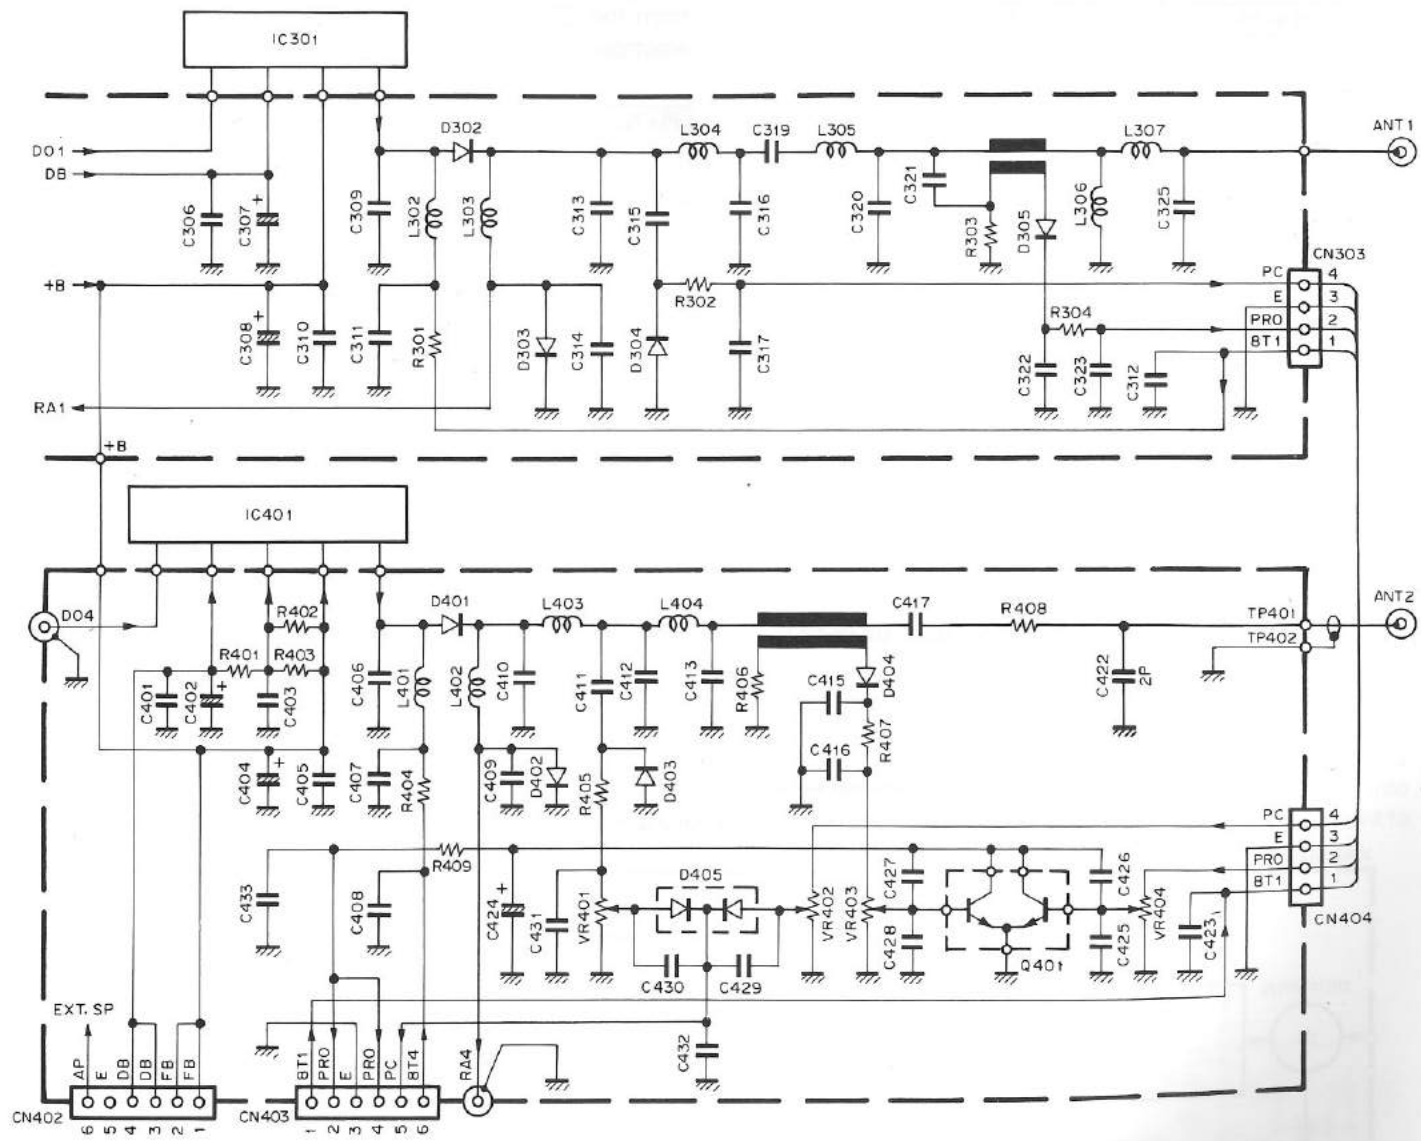 IC301
D01
DB
C306
C307
+
C309
D302
L302
L303
C313
C315
L304
C319
L305
C316
C320
C321
R303
D305
L306
L307
C325
ANT1
CN303
+B
C308
+
C310
C311
R301
D303
C314
D304
R302
C317
R304
C322
C323
C312
PC 4
E 3
PRO 2
BT1 1
RA1
+B
IC401
D04
R402
R401
R403
C401
C402
+
C403
C406
D401
L401
L402
C410
L403
C411
C412
L404
C413
R406
C415
D404
R407
C416
C417
R408
C422
2P
TP401
TP402
ANT2
C404
+
C405
C407
R404
C409
D402
R405
D403
R409
C433
C408
C424
+
C431
VR401
D405
C430
C429
VR402
VR403
C427
C428
Q401
C426
C425
VR404
C423
PC 4
E 3
PRO 2
BT1 1
CN404
C432
EXT. SP
AP
E
DB
DB
FB
FB
CN402
6
5
4
3
2
1
BT1
PRO
E
PRO
PC
BT4
CN403
1
2
3
4
5
6
RA4